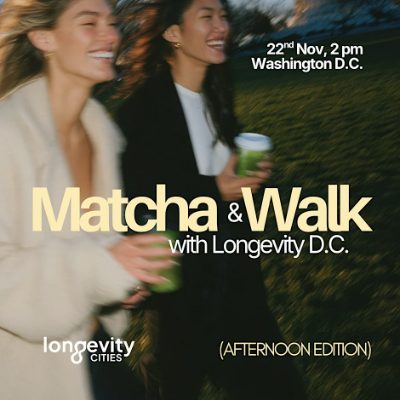 22nd Nov, 2 pm
Washington D.C.
Matcha & Walk
with Longevity D.C.
longevity
CITIES
(AFTERNOON EDITION)